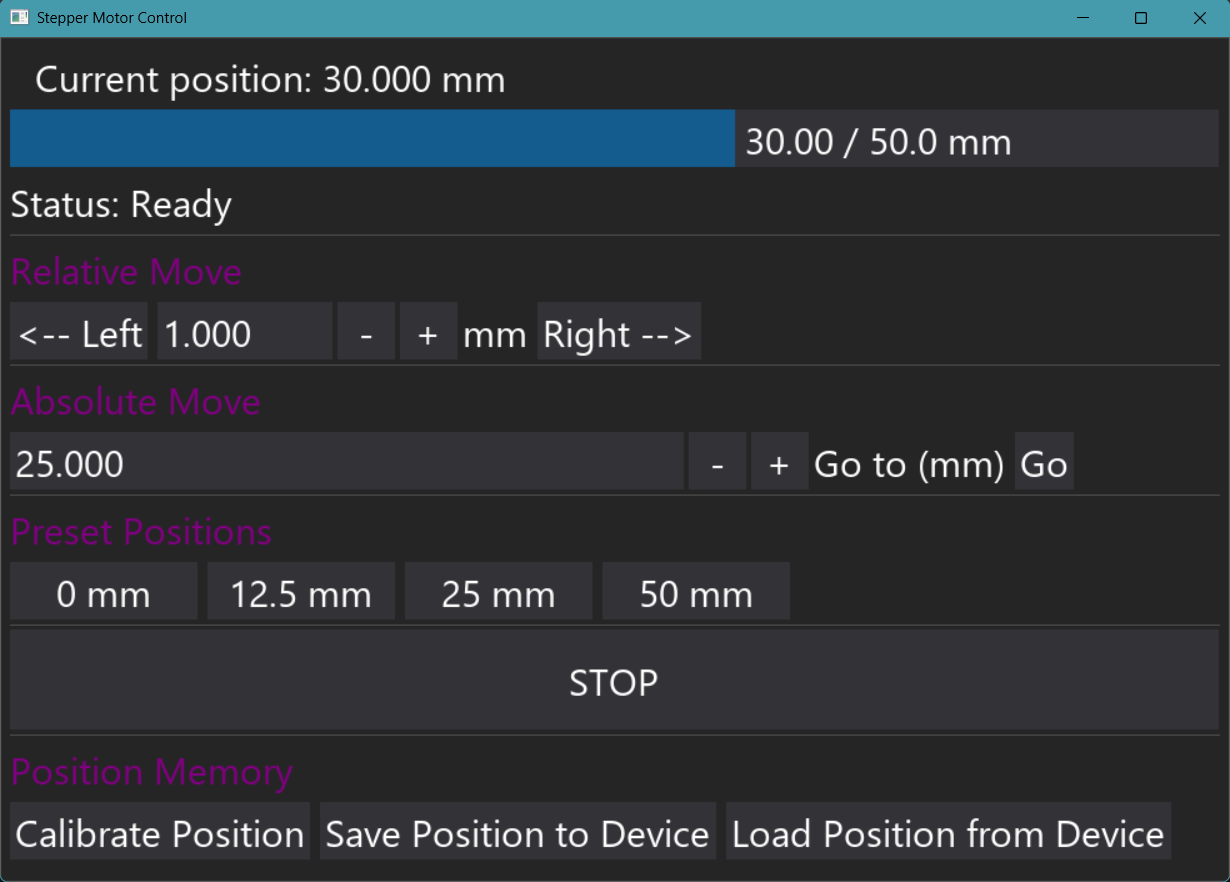 Stepper Motor Control
Current position: 30.000 mm
30.00 / 50.0 mm
Status: Ready
Relative Move
<-- Left 1.000 - + mm Right -->
Absolute Move
25.000 - + Go to (mm) Go
Preset Positions
0 mm 12.5 mm 25 mm 50 mm
STOP
Position Memory
Calibrate Position Save Position to Device Load Position from Device